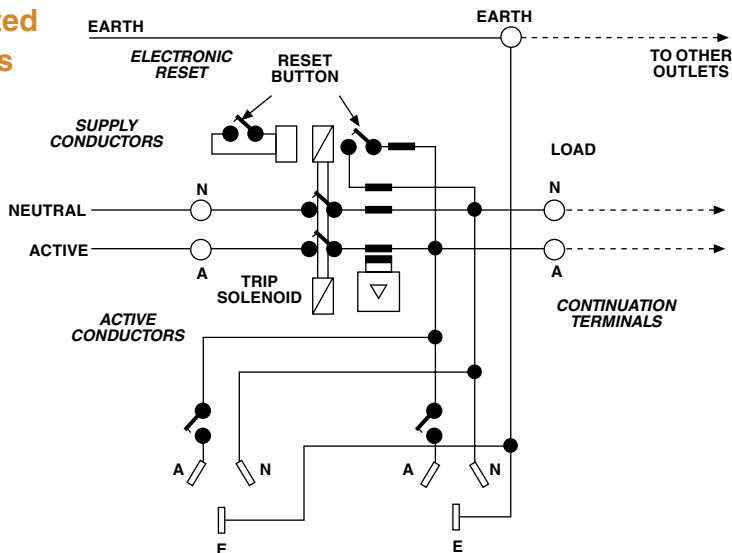 EARTH
EARTH
TO OTHER
OUTLETS
ELECTRONIC
RESET
RESET
BUTTON
SUPPLY
CONDUCTORS
LOAD
N
N
NEUTRAL
ACTIVE
A
A
TRIP
SOLENOID
CONTINUATION
TERMINALS
ACTIVE
CONDUCTORS
A
N
A
N
E